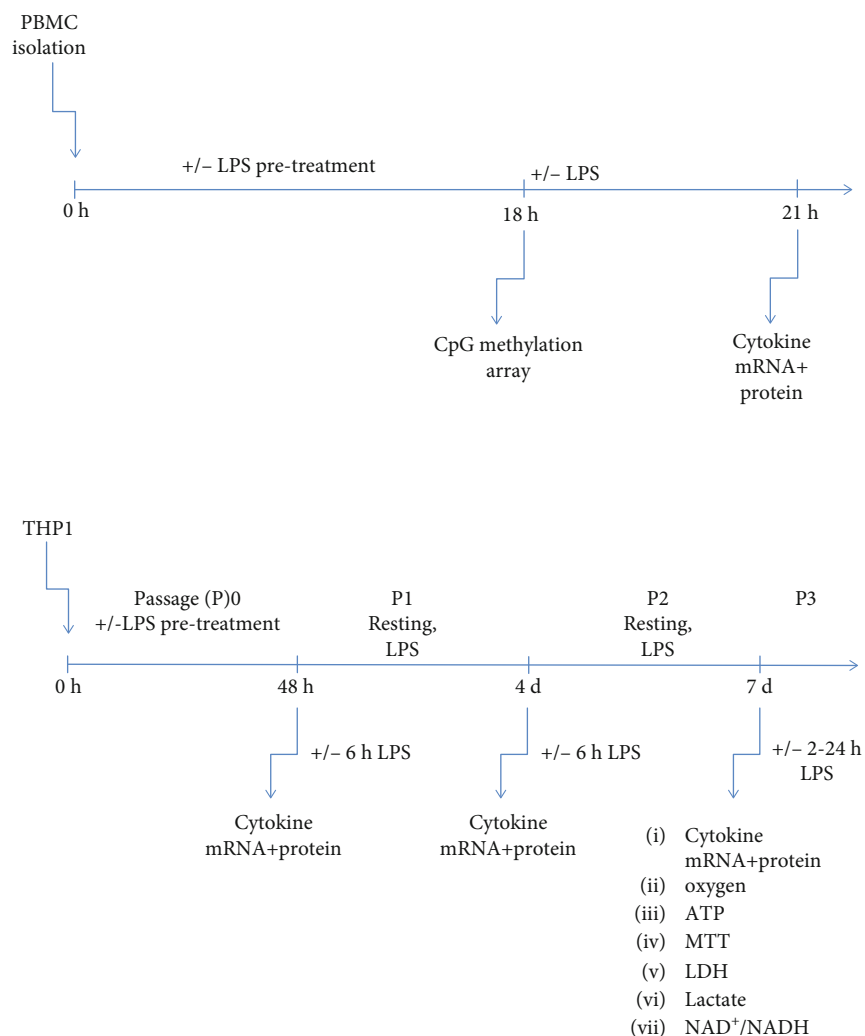 PBMC
isolation
+/– LPS pre-treatment
+/– LPS
0 h
18 h
21 h
CpG methylation
array
Cytokine
mRNA+
protein
THP1
Passage (P)0
+/-LPS pre-treatment
P1
Resting,
LPS
P2
Resting,
LPS
P3
0 h
48 h
4 d
7 d
+/– 6 h LPS
+/– 6 h LPS
+/– 2-24 h
LPS
Cytokine
mRNA+protein
Cytokine
mRNA+protein
(i) Cytokine
mRNA+protein
(ii) oxygen
(iii) ATP
(iv) MTT
(v) LDH
(vi) Lactate
(vii) NAD⁺/NADH